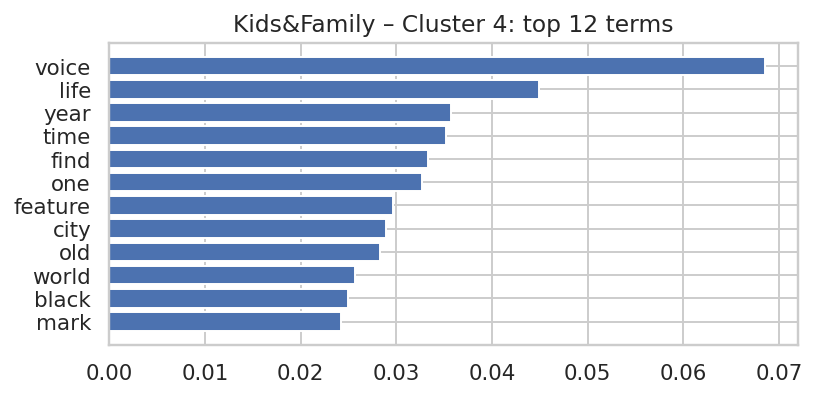 Kids&Family – Cluster 4: top 12 terms
voice
life
year
time
find
one
feature
city
old
world
black
mark
0.00 0.01 0.02 0.03 0.04 0.05 0.06 0.07